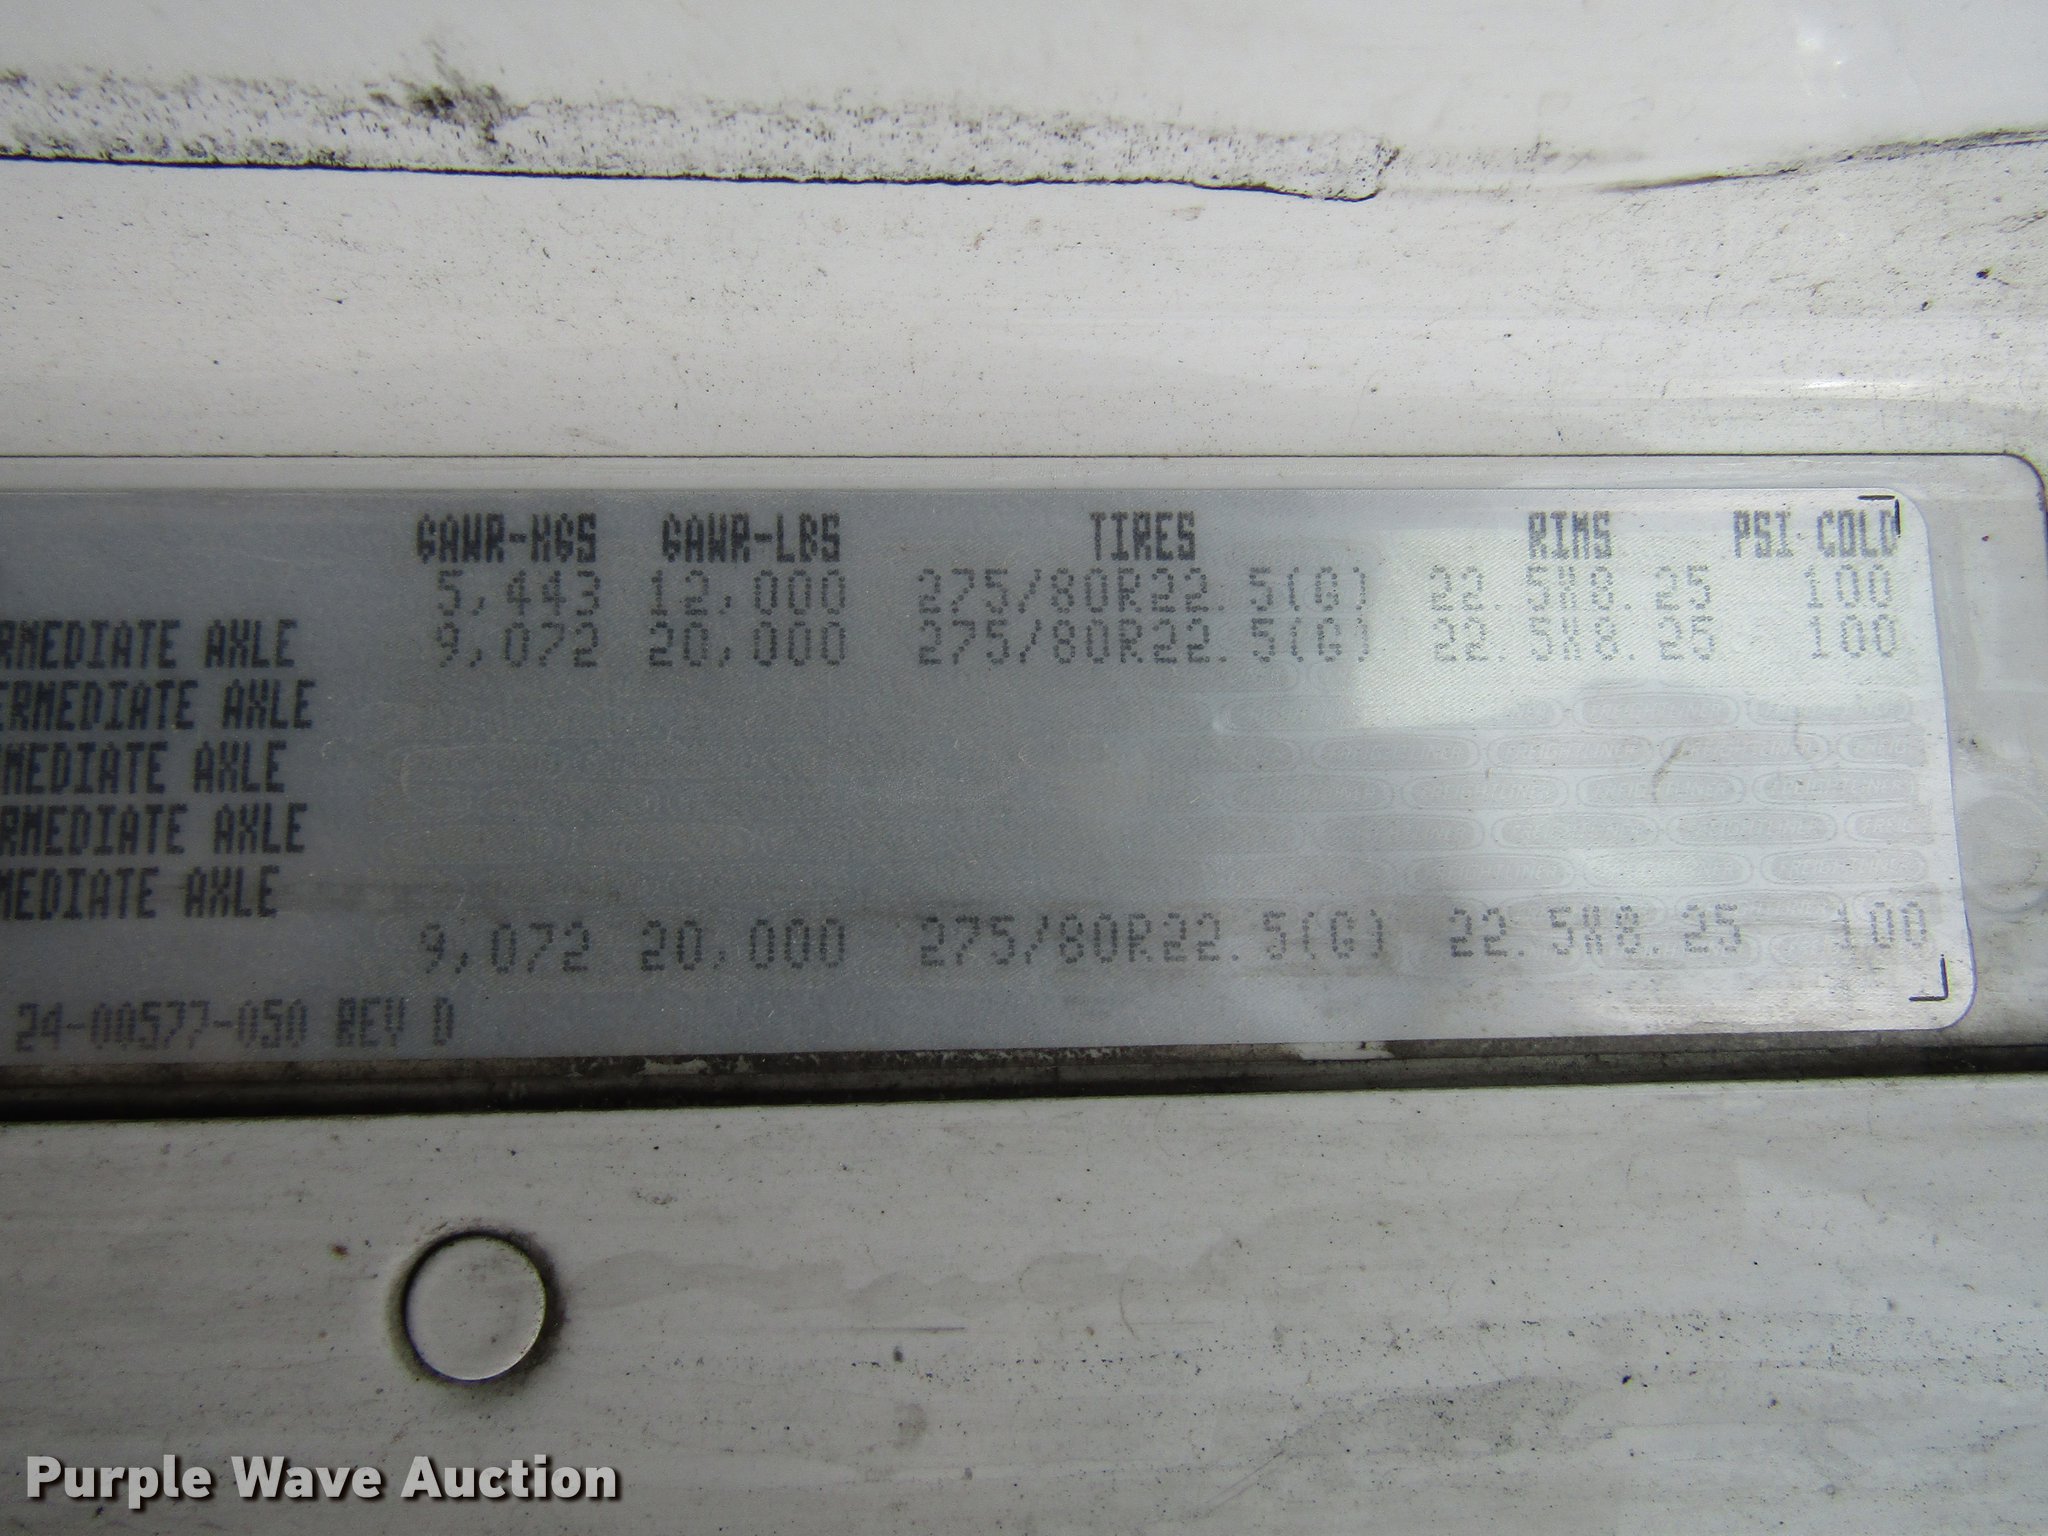 GAWR-KGS GAWR-LBS TIRES RIMS PSI COLD
5,443 12,000 275/80R22.5(G) 22.5X8.25 100
RMEDIATE AXLE 9,072 20,000 275/80R22.5(G) 22.5X8.25 100
ERMEDIATE AXLE
MEDIATE AXLE
RMEDIATE AXLE
MEDIATE AXLE
9,072 20,000 275/80R22.5(G) 22.5X8.25 100
24-00577-050 REV D
Purple Wave Auction